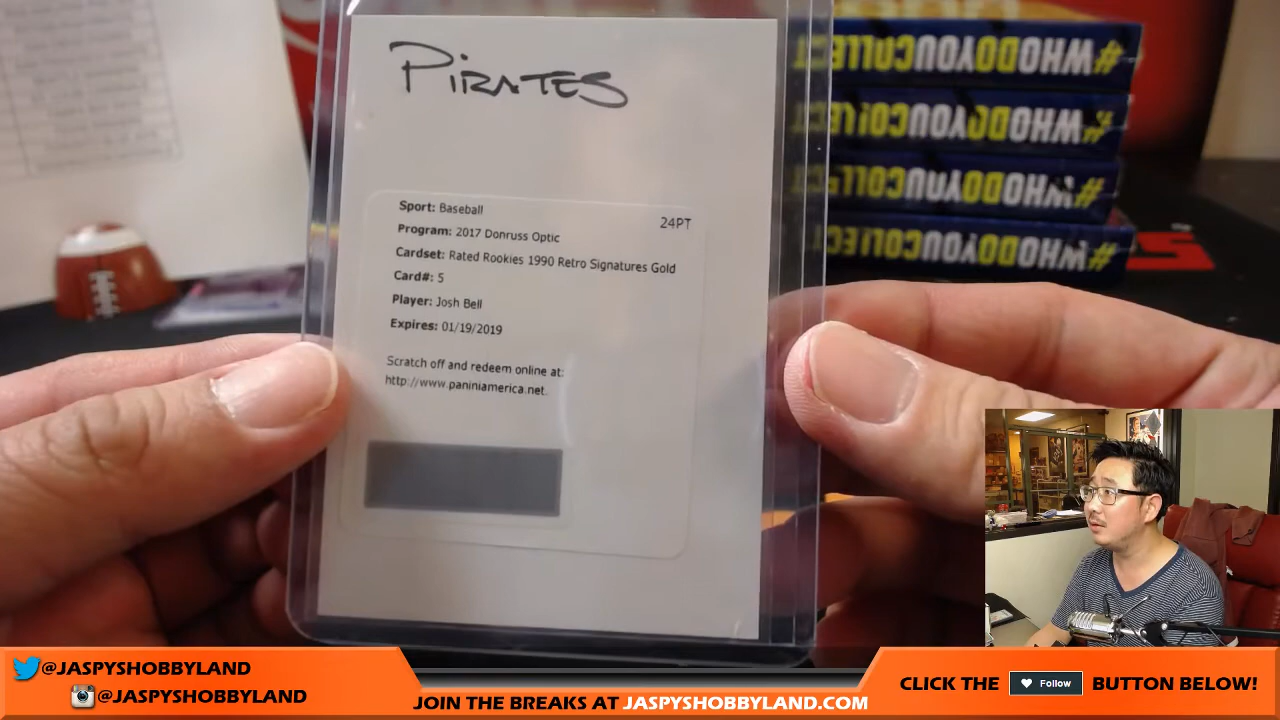 PIRATES
Sport: Baseball
24PT
Program: 2017 Donruss Optic
Cardset: Rated Rookies 1990 Retro Signatures Gold
Card#: 5
Player: Josh Bell
Expires: 01/19/2019
Scratch off and redeem online at:
http://www.paniniamerica.net.
#WHODOYOUCOLLECT
#WHODOYOUCOLLECT
#WHODOYOUCOLLECT
#WHODOYOUCOLLECT
@JASPYSHOBBYLAND
@JASPYSHOBBYLAND
JOIN THE BREAKS AT JASPYSHOBBYLAND.COM
CLICK THE Follow BUTTON BELOW!